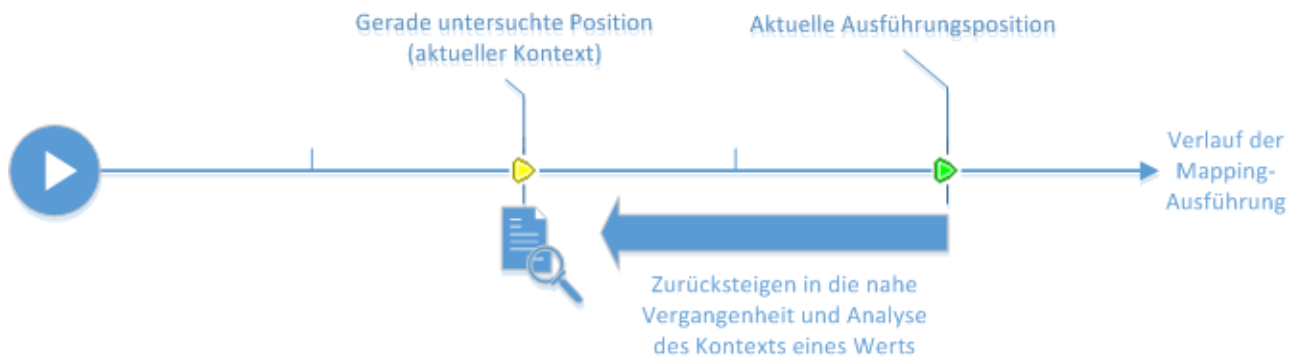 Gerade untersuchte Position
(aktueller Kontext)
Aktuelle Ausführungsposition
Verlauf der
Mapping-
Ausführung
Zurücksteigen in die nahe
Vergangenheit und Analyse
des Kontexts eines Werts